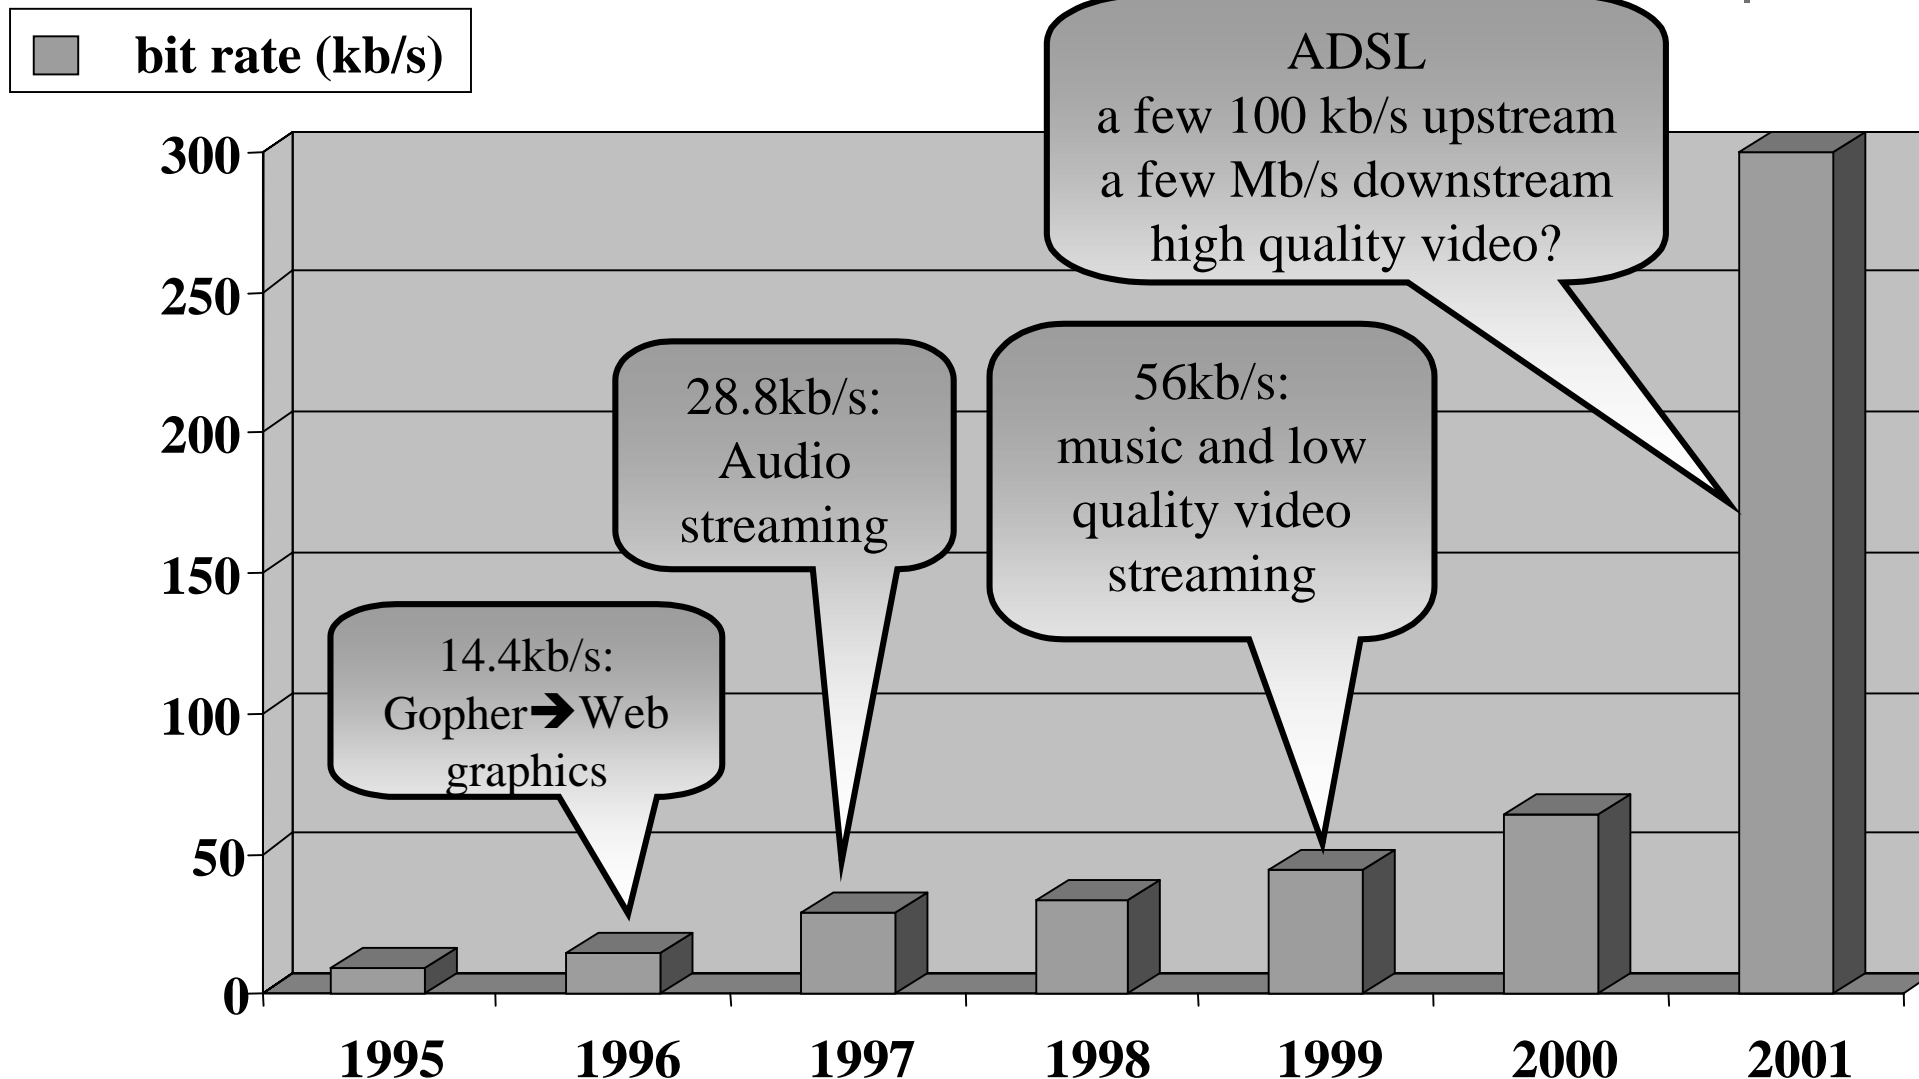 bit rate (kb/s)
ADSL
a few 100 kb/s upstream
a few Mb/s downstream
high quality video?
300
250
200
150
100
50
0
28.8kb/s:
Audio
streaming
56kb/s:
music and low
quality video
streaming
14.4kb/s:
Gopher➔Web
graphics
1995
1996
1997
1998
1999
2000
2001